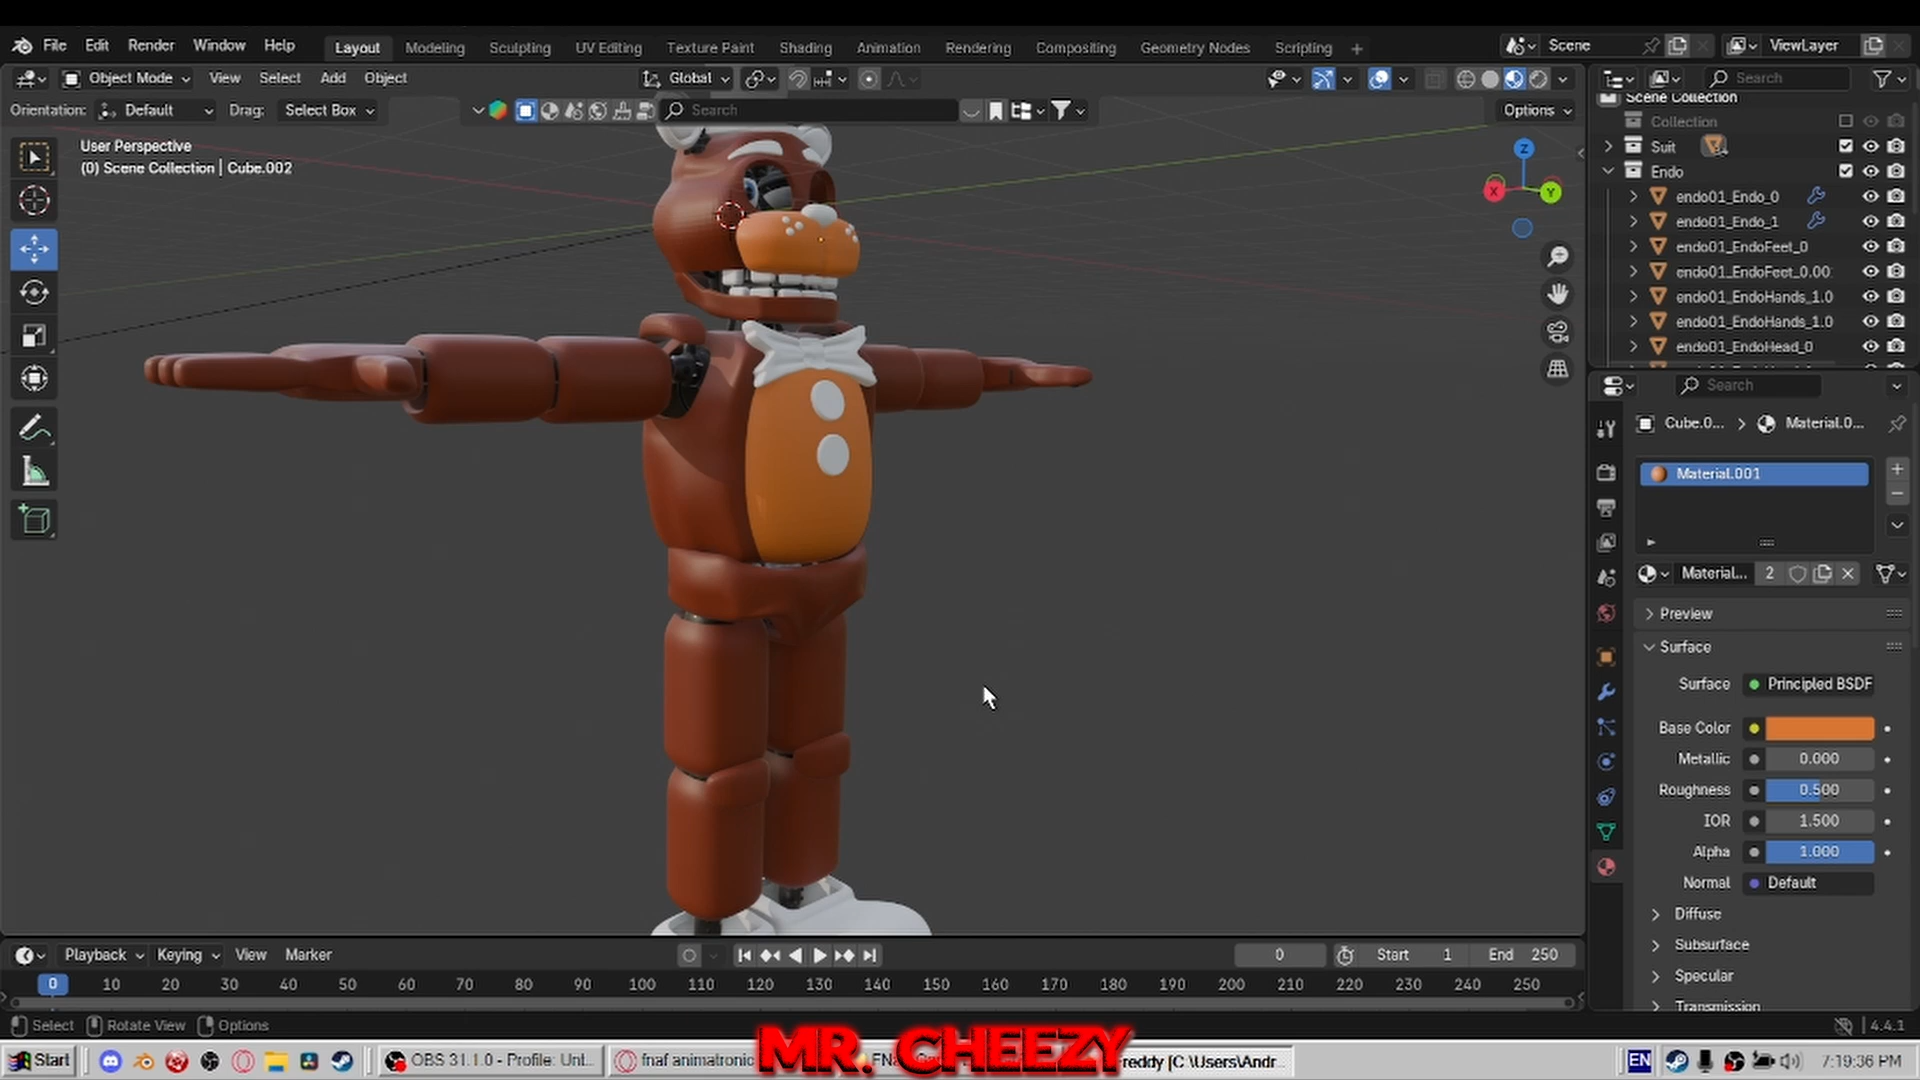 File Edit Render Window Help Layout Modeling Sculpting UV Editing Texture Paint Shading Animation Rendering Compositing Geometry Nodes Scripting + Scene ViewLayer
Object Mode View Select Add Object Global Search
Orientation: Default Drag: Select Box Search Options
User Perspective
(0) Scene Collection | Cube.002
Z
X
Y
Scene Collection
Collection
Suit
Endo
endo01_Endo_0
endo01_Endo_1
endo01_EndoFeet_0
endo01_EndoFeet_0.00
endo01_EndoHands_1.0
endo01_EndoHands_1.0
endo01_EndoHead_0
Search
Cube.0... > Material.0...
Material.001
Material... 2
Preview
Surface
Surface Principled BSDF
Base Color
Metallic 0.000
Roughness 0.500
IOR 1.500
Alpha 1.000
Normal Default
Diffuse
Subsurface
Specular
Transmission
Playback Keying View Marker 0 Start 1 End 250
0 10 20 30 40 50 60 70 80 90 100 110 120 130 140 150 160 170 180 190 200 210 220 230 240 250
Select Rotate View Options 4.4.1
MR. CHEEZY
Start OBS 31.1.0 - Profile: Unt... fnaf animatronic reddy [C:\Users\Andr... EN 7:19:36 PM